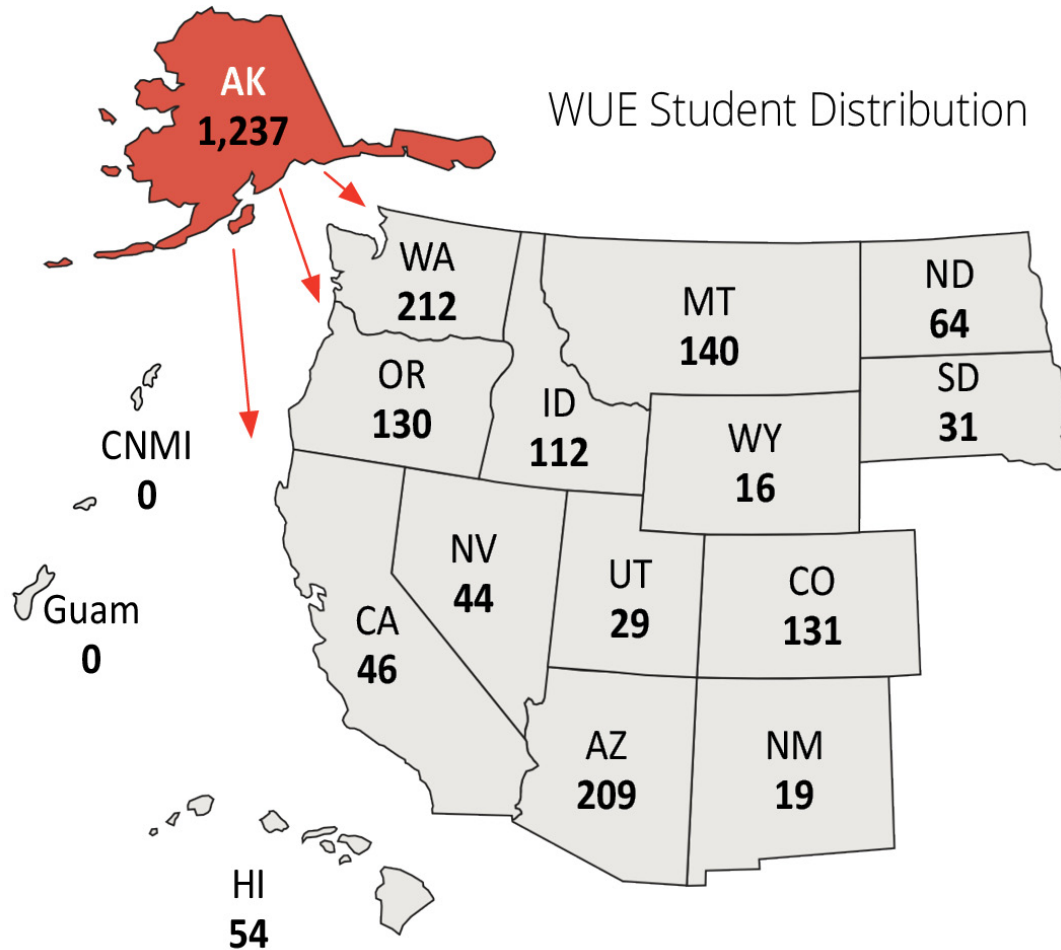 AK
1,237
WUE Student Distribution
WA
212
MT
140
ND
64
OR
130
ID
112
WY
16
SD
31
CNMI
0
NV
44
UT
29
CO
131
Guam
0
CA
46
AZ
209
NM
19
HI
54